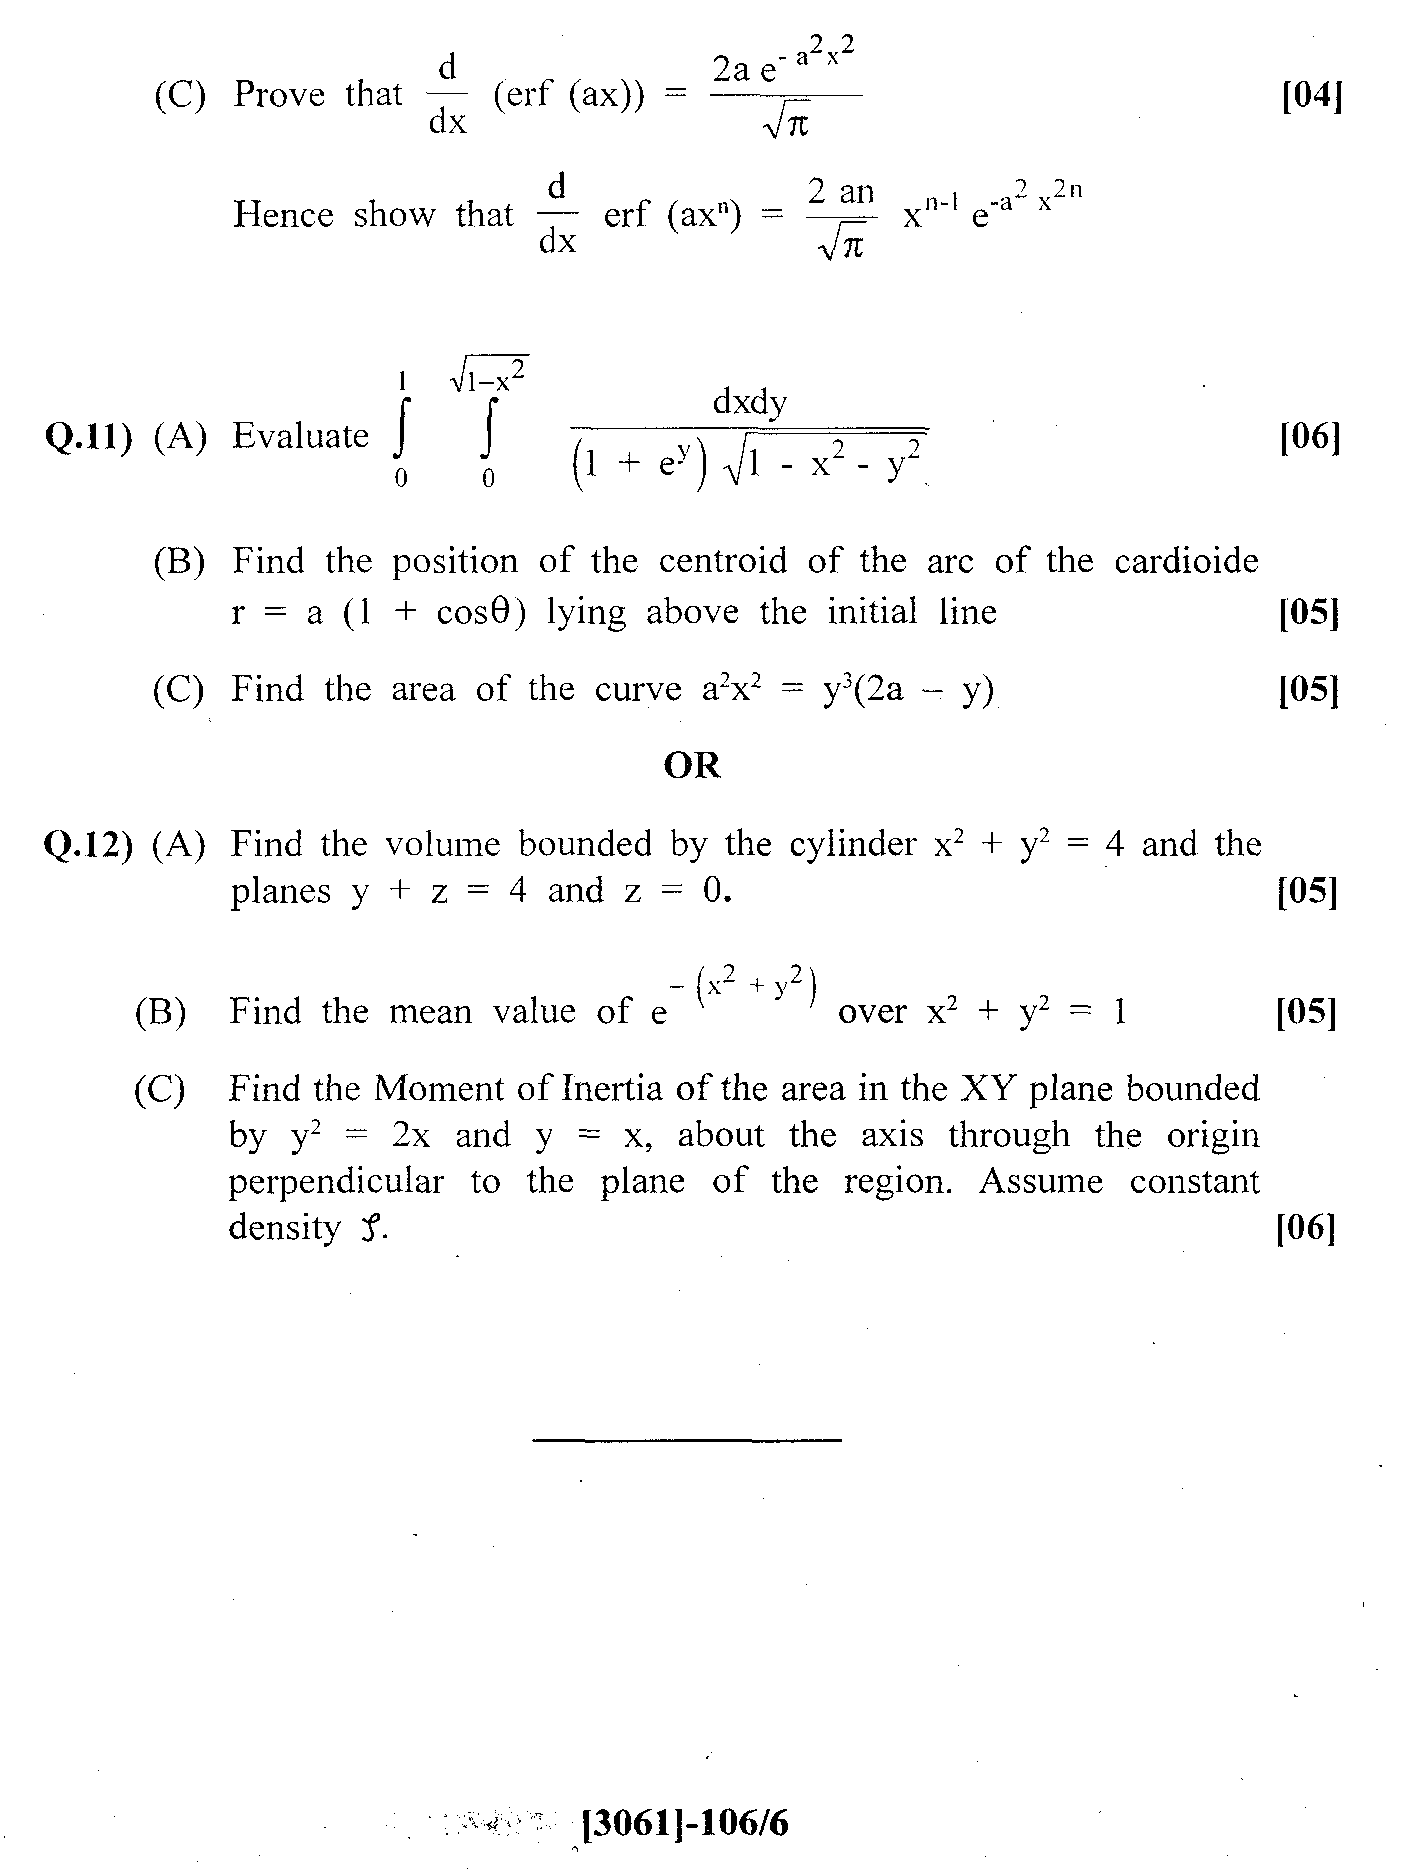 (C) Prove that d/dx (erf (ax)) = 2a e^{- a²x²} / √π [04]
Hence show that d/dx erf (axⁿ) = 2 an / √π x^{n-1} e^{-a² x^{2n}}
Q.11) (A) Evaluate ∫_0^1 ∫_0^{√1–x²} dxdy / (1 + e^y) √1 - x² - y² [06]
(B) Find the position of the centroid of the arc of the cardioide
r = a (1 + cosθ) lying above the initial line [05]
(C) Find the area of the curve a²x² = y³(2a – y) [05]
OR
Q.12) (A) Find the volume bounded by the cylinder x² + y² = 4 and the
planes y + z = 4 and z = 0. [05]
(B) Find the mean value of e^{- (x² + y²)} over x² + y² = 1 [05]
(C) Find the Moment of Inertia of the area in the XY plane bounded
by y² = 2x and y = x, about the axis through the origin
perpendicular to the plane of the region. Assume constant
density . [06]
[3061]-106/6